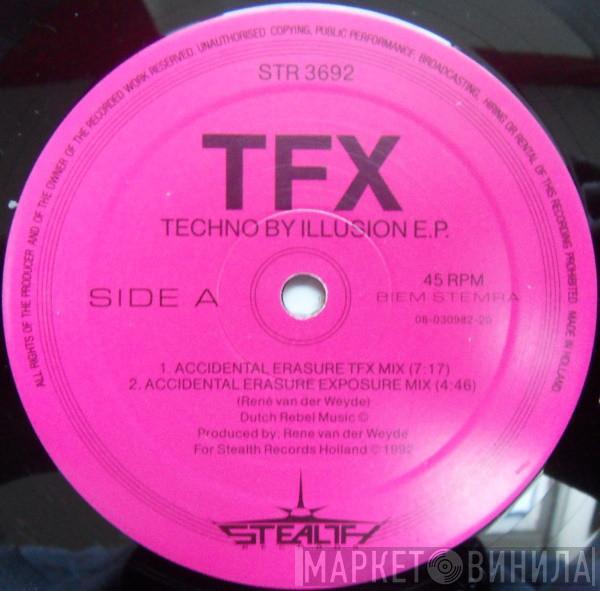 ALL RIGHTS OF THE PRODUCER AND OF THE OWNER OF THE RECORDED WORK RESERVED UNAUTHORISED COPYING, PUBLIC PERFORMANCE, BROADCASTING, HIRING OR RENTAL OF THIS RECORDING PROHIBITED. MADE IN HOLLAND
STR 3692
TFX
TECHNO BY ILLUSION E.P.
SIDE A
45 RPM
BIEM STEMRA
08-030982-20
1. ACCIDENTAL ERASURE TFX MIX (7:17)
2. ACCIDENTAL ERASURE EXPOSURE MIX (4:46)
(René van der Weyde)
Dutch Rebel Music ©
Produced by: Rene van der Weyde
For Stealth Records Holland © 1992
STEALTH
RECORDS
МАРКЕТ ВИНИЛА